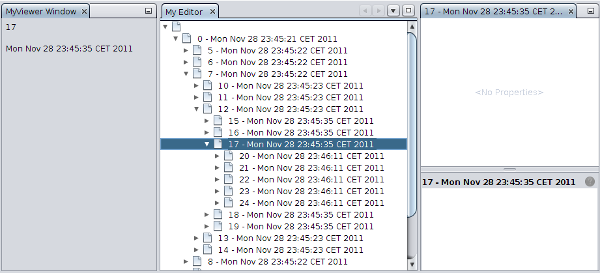 MyViewer Window
17
Mon Nov 28 23:45:35 CET 2011
My Editor
0 - Mon Nov 28 23:45:21 CET 2011
5 - Mon Nov 28 23:45:22 CET 2011
6 - Mon Nov 28 23:45:22 CET 2011
7 - Mon Nov 28 23:45:22 CET 2011
10 - Mon Nov 28 23:45:23 CET 2011
11 - Mon Nov 28 23:45:23 CET 2011
12 - Mon Nov 28 23:45:23 CET 2011
15 - Mon Nov 28 23:45:35 CET 2011
16 - Mon Nov 28 23:45:35 CET 2011
17 - Mon Nov 28 23:45:35 CET 2011
20 - Mon Nov 28 23:46:11 CET 2011
21 - Mon Nov 28 23:46:11 CET 2011
22 - Mon Nov 28 23:46:11 CET 2011
23 - Mon Nov 28 23:46:11 CET 2011
24 - Mon Nov 28 23:46:11 CET 2011
18 - Mon Nov 28 23:45:35 CET 2011
19 - Mon Nov 28 23:45:35 CET 2011
13 - Mon Nov 28 23:45:23 CET 2011
14 - Mon Nov 28 23:45:23 CET 2011
8 - Mon Nov 28 23:45:22 CET 2011
17 - Mon Nov 28 23:45:35 CET 2...
<No Properties>
17 - Mon Nov 28 23:45:35 CET 2011